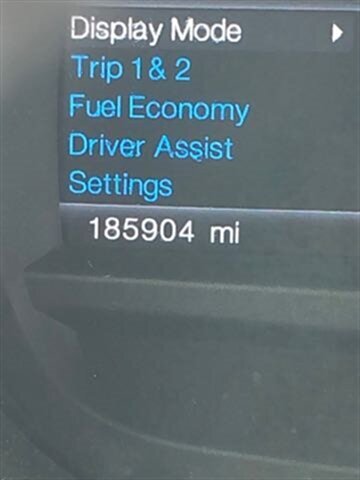 Display Mode
Trip 1 & 2
Fuel Economy
Driver Assist
Settings
185904 mi